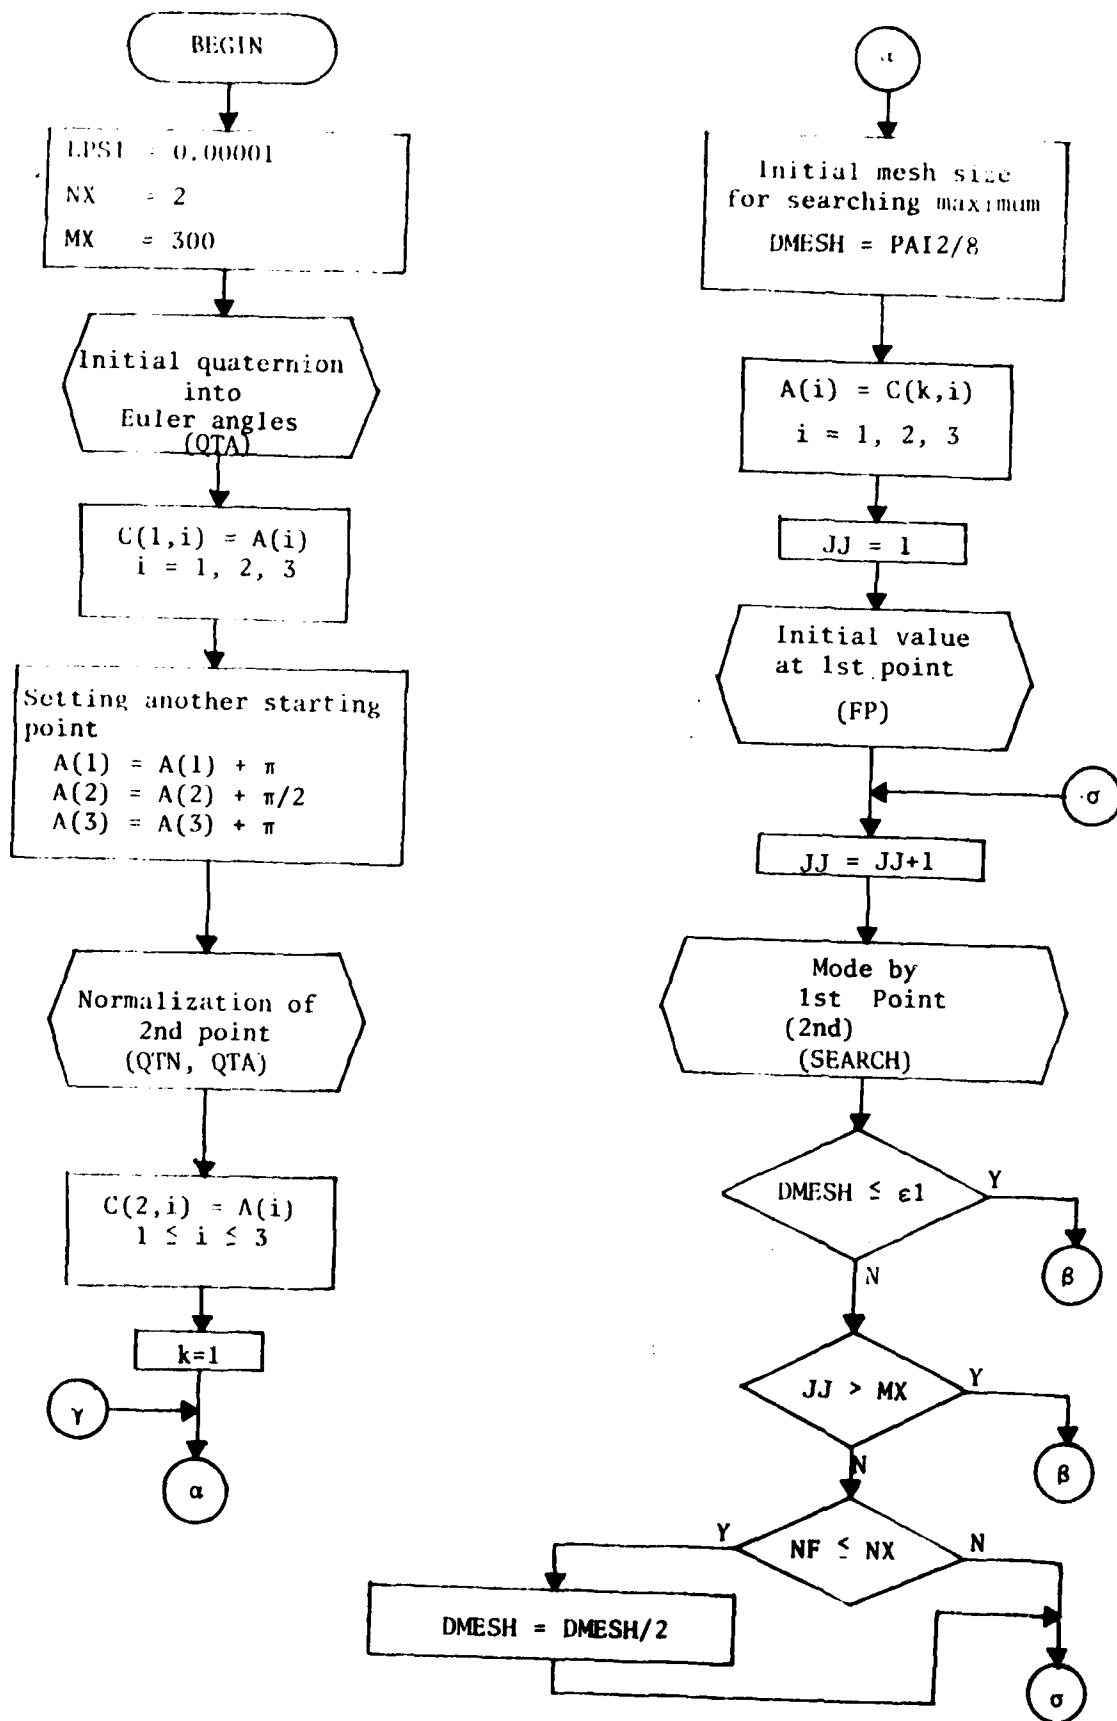 BEGIN
EPS1 = 0.00001
NX = 2
MX = 300
Initial quaternion
into
Euler angles
(QTA)
C(1,i) = A(i)
i = 1, 2, 3
Setting another starting
point
A(1) = A(1) + π
A(2) = A(2) + π/2
A(3) = A(3) + π
Normalization of
2nd point
(QTN, QTA)
C(2,i) = A(i)
1 ≤ i ≤ 3
k=1
γ
α
α
Initial mesh size
for searching maximum
DMESH = PAI2/8
A(i) = C(k,i)
i = 1, 2, 3
JJ = 1
Initial value
at 1st point
(FP)
σ
JJ = JJ+1
Mode by
1st Point
(2nd)
(SEARCH)
DMESH ≤ ε1
Y
β
N
JJ > MX
Y
β
N
NF ≤ NX
Y
N
DMESH = DMESH/2
σ